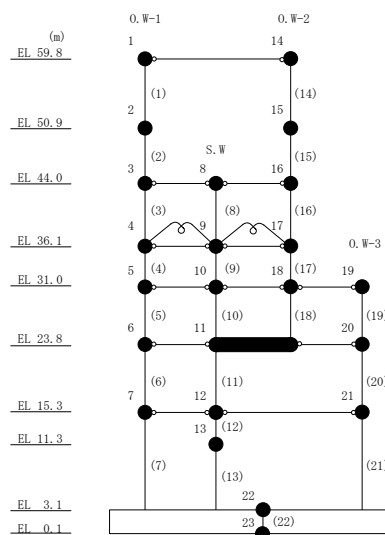 O.W-1 O.W-2
(m)
EL 59.8 1 14
(1) (14)
EL 50.9 2 15
(2) S.W (15)
EL 44.0 3 8 16
(3) (8) (16)
EL 36.1 4 9 17 O.W-3
EL 31.0 5 (4) 10 (9) 18 (17) 19
(5) (10) (18) (19)
EL 23.8 6 11 20
(6) (11) (20)
EL 15.3 7 12 21
(12)
EL 11.3 13
(7) (13) (21)
EL 3.1 22
EL 0.1 23 (22)